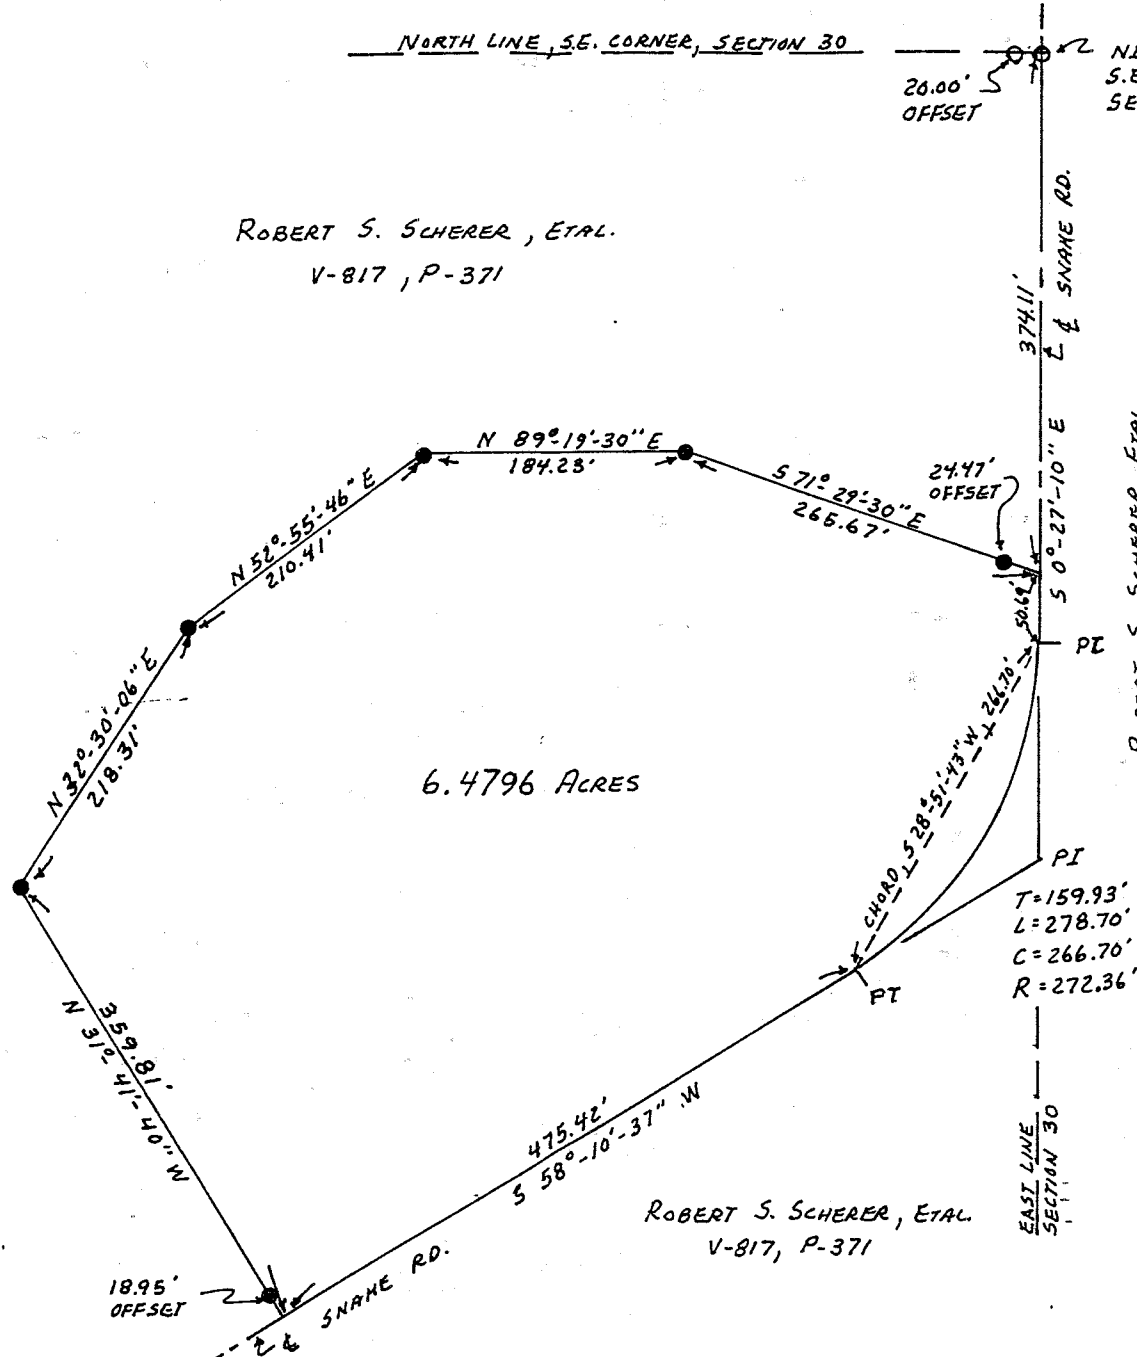 NORTH LINE, S.E. CORNER, SECTION 30
20.00'
OFFSET
S.E
SE
ROBERT S. SCHERER, ETAL.
V-817, P-371
374.11'
℄ SNAKE RD.
S 0°-27'-10" E
N 89°-19'-30" E
184.23'
S 71°-29'-30" E
265.67'
24.47'
OFFSET
N 52°-55'-46" E
210.41'
50.69'
N 32°-30'-06" E
218.31'
6.4796 ACRES
CHORD S 28°-51'-43" W 266.70'
PI
T=159.93'
L=278.70'
C=266.70'
R=272.36'
PT
359.81'
N 31°-41'-40" W
475.42'
S 58°-10'-37" W
EAST LINE
SECTION 30
ROBERT S. SCHERER, ETAL.
V-817, P-371
18.95'
OFFSET
℄ SNAKE RD.